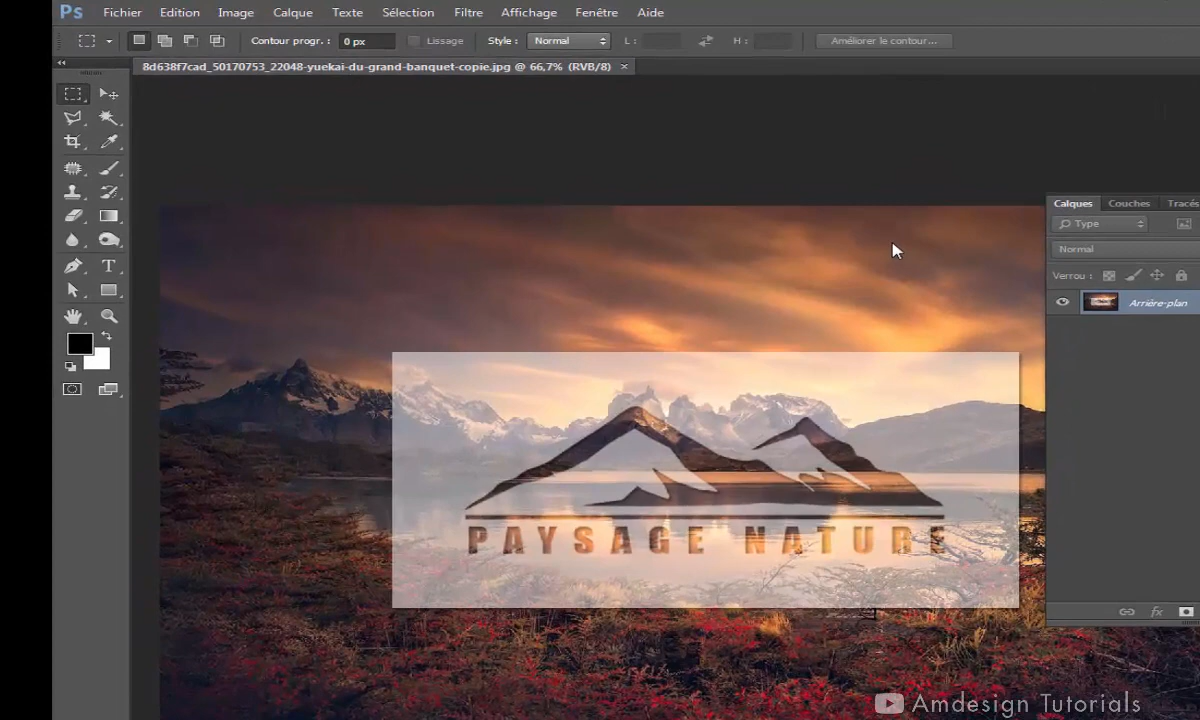 Ps Fichier Edition Image Calque Texte Sélection Filtre Affichage Fenêtre Aide
Contour progr. : 0 px Lissage Style : Normal L : H : Améliorer le contour...
8d638f7cad_50170753_22048-yuekai-du-grand-banquet-copie.jpg @ 66,7% (RVB/8) ×
Calques Couches Tracés
Type
Normal
Verrou :
Arrière-plan
T
PAYSAGE NATURE
fx
Amdesign Tutorials